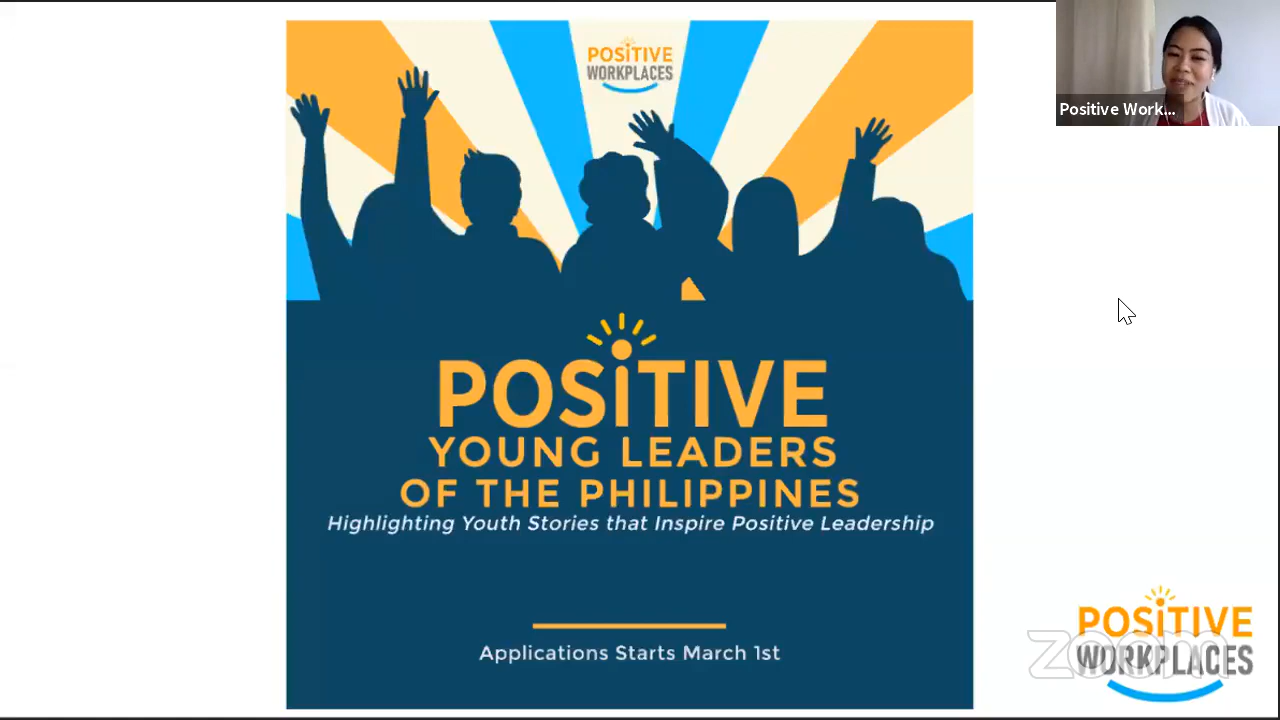 POSITIVE
WORKPLACES
Positive Work...
POSITIVE
YOUNG LEADERS
OF THE PHILIPPINES
Highlighting Youth Stories that Inspire Positive Leadership
Applications Starts March 1st
POSITIVE
WORKPLACES
zoom